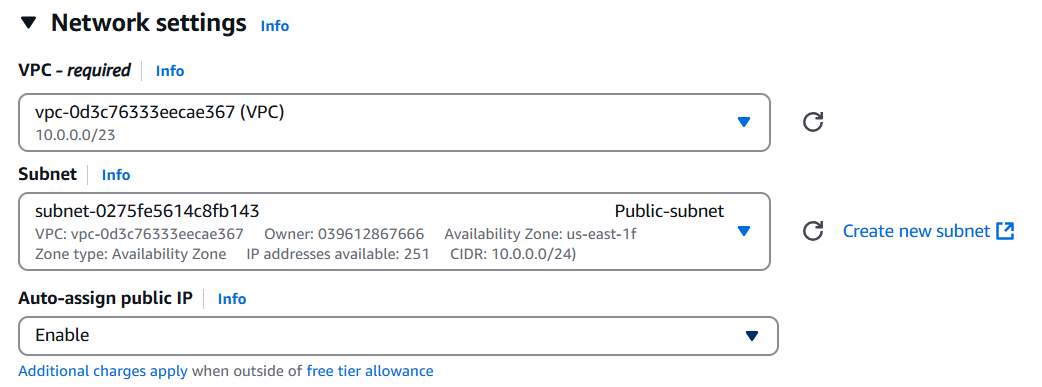 Network settings Info
VPC - required Info
vpc-0d3c76333eecae367 (VPC)
10.0.0.0/23
Subnet Info
subnet-0275fe5614c8fb143 Public-subnet
VPC: vpc-0d3c76333eecae367 Owner: 039612867666 Availability Zone: us-east-1f
Zone type: Availability Zone IP addresses available: 251 CIDR: 10.0.0.0/24)
Create new subnet
Auto-assign public IP Info
Enable
Additional charges apply when outside of free tier allowance